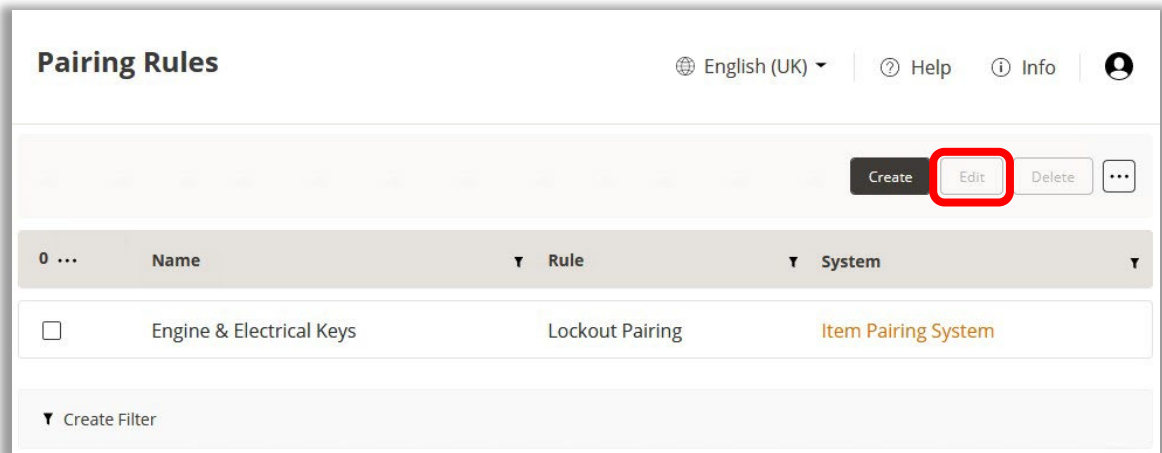 Pairing Rules English (UK) Help Info
Create Edit Delete
0 ... Name Rule System
Engine & Electrical Keys Lockout Pairing Item Pairing System
Create Filter